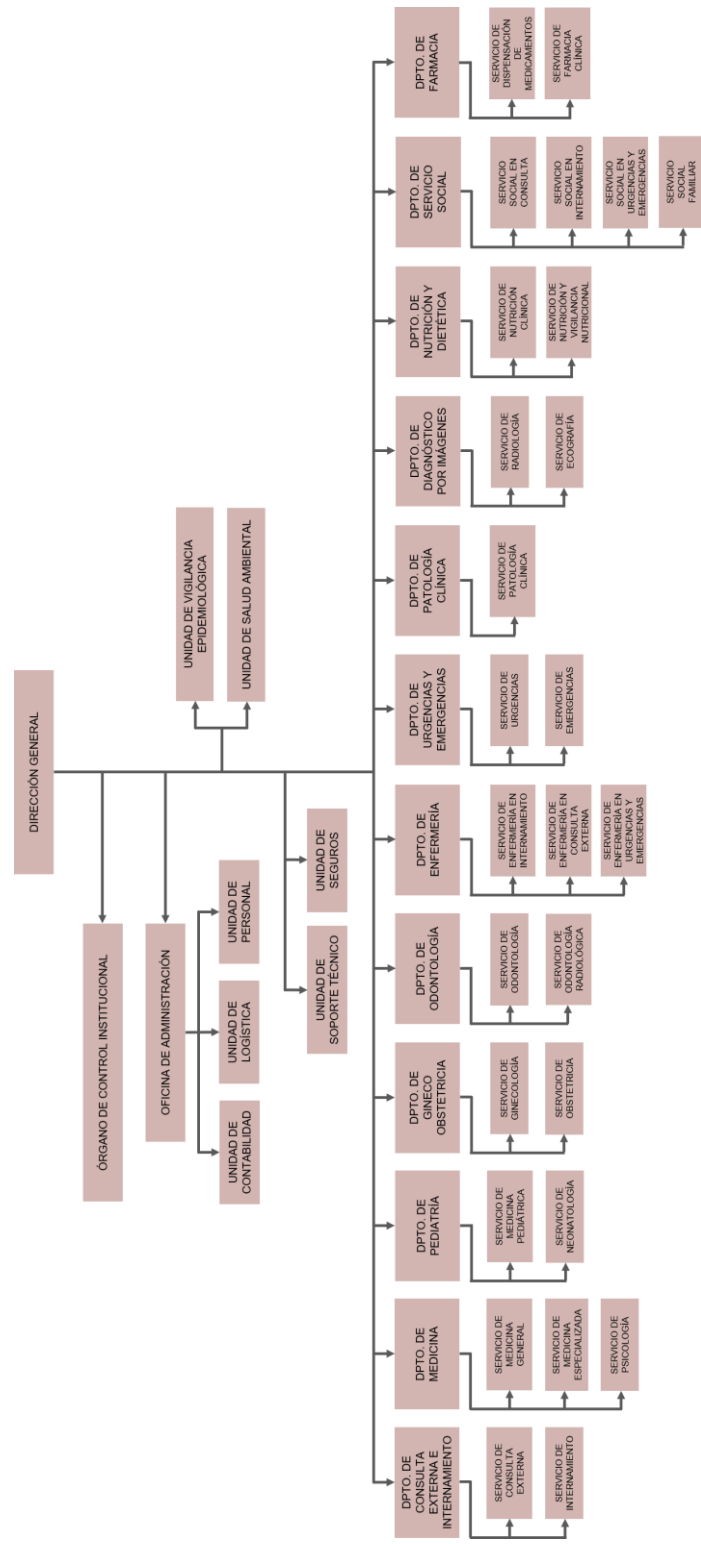 DIRECCIÓN GENERAL
ÓRGANO DE CONTROL INSTITUCIONAL
OFICINA DE ADMINISTRACIÓN
UNIDAD DE
CONTABILIDAD
UNIDAD DE
LOGÍSTICA
UNIDAD DE
PERSONAL
UNIDAD DE VIGILANCIA
EPIDEMIOLÓGICA
UNIDAD DE SALUD AMBIENTAL
UNIDAD DE
SOPORTE TÉCNICO
UNIDAD DE
SEGUROS
DPTO. DE
CONSULTA
EXTERNA E
INTERNAMIENTO
SERVICIO DE
CONSULTA
EXTERNA
SERVICIO DE
INTERNAMIENTO
DPTO. DE
MEDICINA
SERVICIO DE
MEDICINA
GENERAL
SERVICIO DE
MEDICINA
ESPECIALIZADA
SERVICIO DE
PSICOLOGÍA
DPTO. DE
PEDIATRÍA
SERVICIO DE
MEDICINA
PEDIÁTRICA
SERVICIO DE
NEONATOLOGÍA
DPTO. DE
GINECO
OBSTETRICIA
SERVICIO DE
GINECOLOGÍA
SERVICIO DE
OBSTETRICIA
DPTO. DE
ODONTOLOGÍA
SERVICIO DE
ODONTOLOGÍA
SERVICIO DE
ODONTOLOGÍA
RADIOLÓGICA
DPTO. DE
ENFERMERÍA
SERVICIO DE
ENFERMERÍA EN
INTERNAMIENTO
SERVICIO DE
ENFERMERÍA EN
CONSULTA
EXTERNA
SERVICIO DE
ENFERMERÍA EN
URGENCIAS Y
EMERGENCIAS
DPTO. DE
URGENCIAS Y
EMERGENCIAS
SERVICIO DE
URGENCIAS
SERVICIO DE
EMERGENCIAS
DPTO. DE
PATOLOGÍA
CLÍNICA
SERVICIO DE
PATOLOGÍA
CLÍNICA
DPTO. DE
DIAGNÓSTICO
POR IMÁGENES
SERVICIO DE
RADIOLOGÍA
SERVICIO DE
ECOGRAFÍA
DPTO. DE
NUTRICIÓN Y
DIETÉTICA
SERVICIO DE
NUTRICIÓN
CLÍNICA
SERVICIO DE
NUTRICIÓN Y
VIGILANCIA
NUTRICIONAL
DPTO. DE
SERVICIO
SOCIAL
SERVICIO
SOCIAL EN
CONSULTA
SERVICIO
SOCIAL EN
INTERNAMIENTO
SERVICIO
SOCIAL EN
URGENCIAS Y
EMERGENCIAS
SERVICIO
SOCIAL
FAMILIAR
DPTO. DE
FARMACIA
SERVICIO DE
DISPENSACIÓN
DE
MEDICAMENTOS
SERVICIO DE
FARMACIA
CLÍNICA